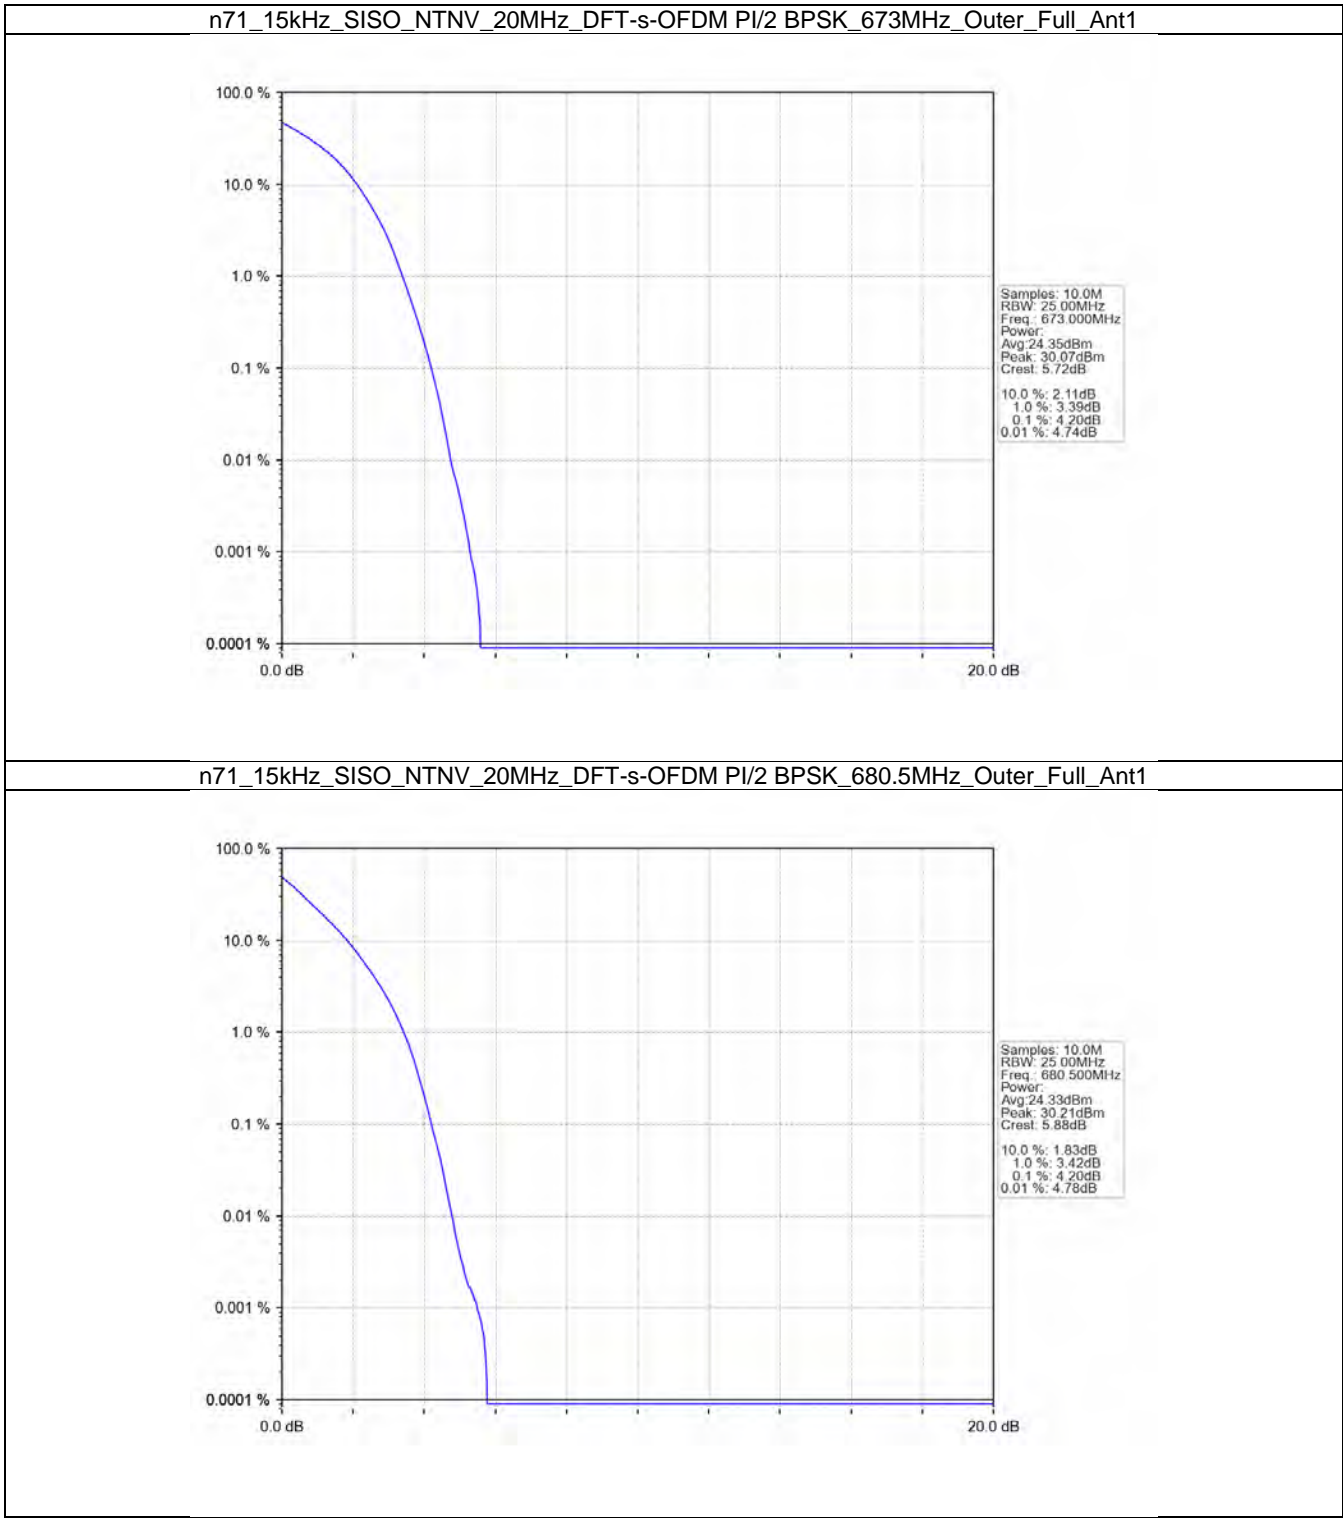 n71_15kHz_SISO_NTNV_20MHz_DFT-s-OFDM PI/2 BPSK_673MHz_Outer_Full_Ant1
100.0 %
10.0 %
1.0 %
0.1 %
0.01 %
0.001 %
0.0001 %
0.0 dB
20.0 dB
Samples: 10.0M
RBW: 25.00MHz
Freq.: 673.000MHz
Power:
Avg:24.35dBm
Peak: 30.07dBm
Crest: 5.72dB
10.0 %: 2.11dB
1.0 %: 3.39dB
0.1 %: 4.20dB
0.01 %: 4.74dB
n71_15kHz_SISO_NTNV_20MHz_DFT-s-OFDM PI/2 BPSK_680.5MHz_Outer_Full_Ant1
100.0 %
10.0 %
1.0 %
0.1 %
0.01 %
0.001 %
0.0001 %
0.0 dB
20.0 dB
Samples: 10.0M
RBW: 25.00MHz
Freq.: 680.500MHz
Power:
Avg:24.33dBm
Peak: 30.21dBm
Crest: 5.88dB
10.0 %: 1.83dB
1.0 %: 3.42dB
0.1 %: 4.20dB
0.01 %: 4.78dB